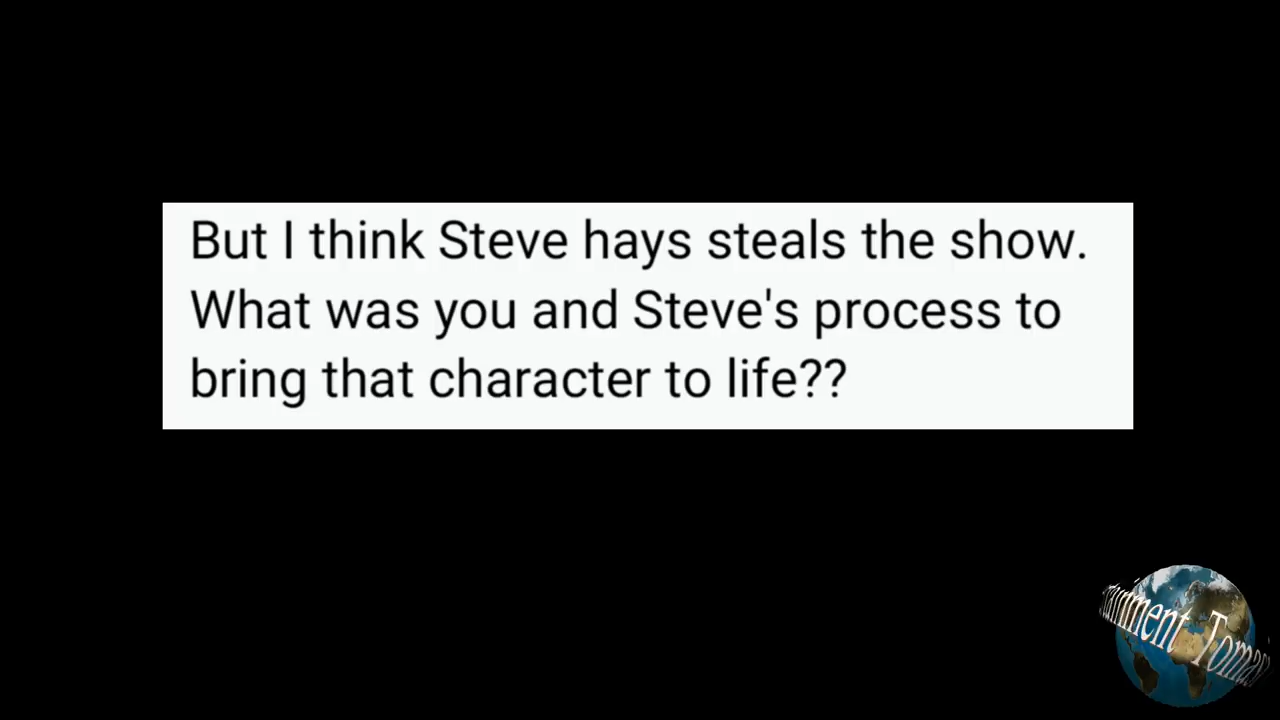 But I think Steve hays steals the show.
What was you and Steve's process to
bring that character to life??